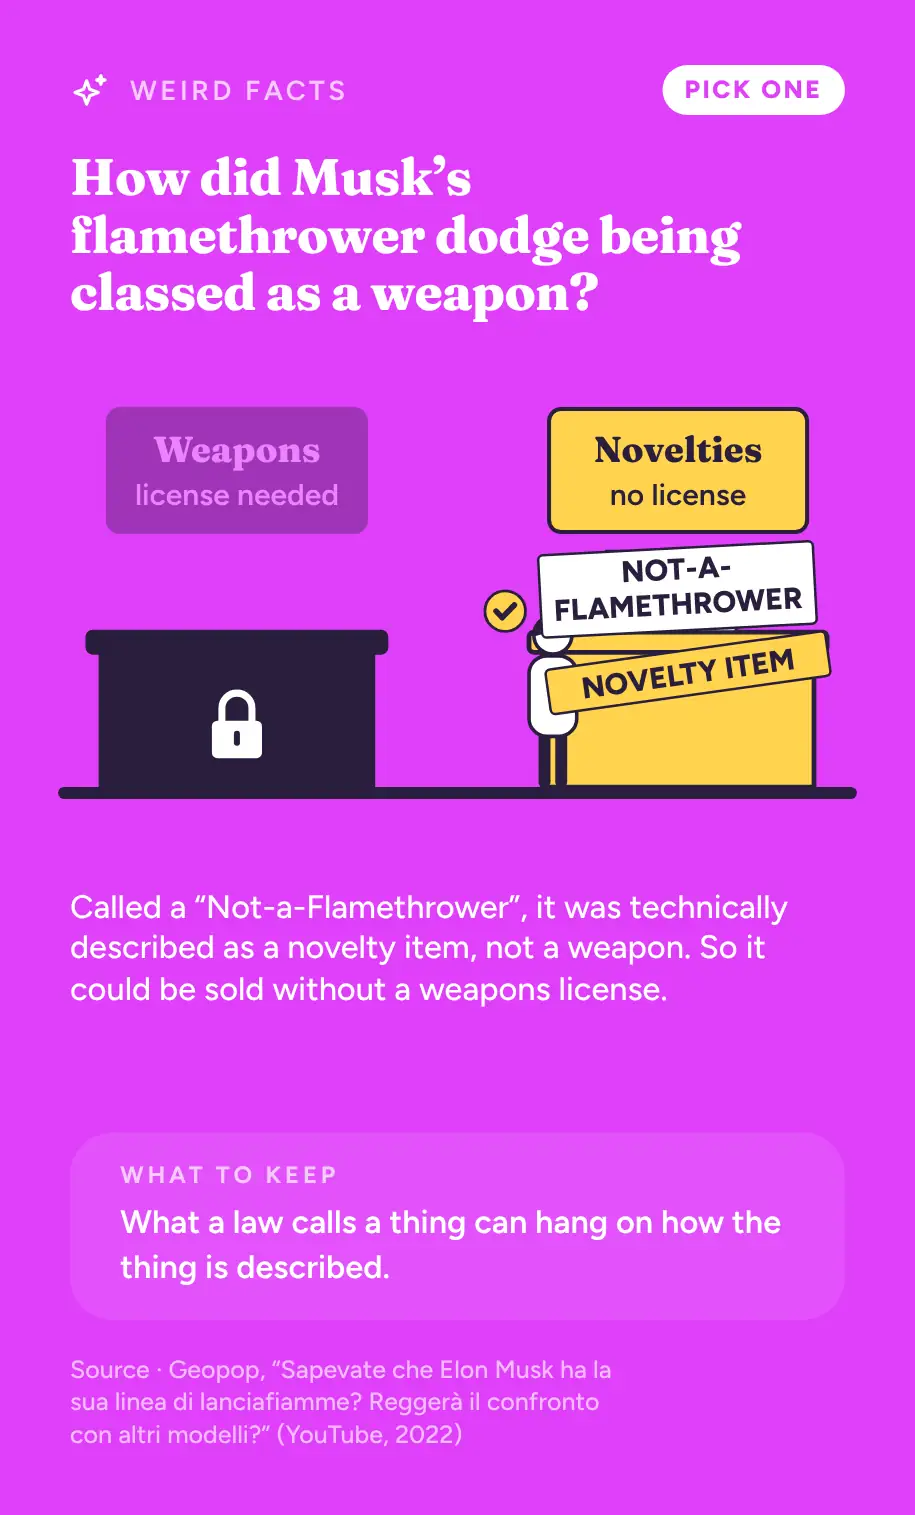 WEIRD FACTS
PICK ONE
How did Musk’s
flamethrower dodge being
classed as a weapon?
Weapons
license needed
Novelties
no license
NOT-A-
FLAMETHROWER
NOVELTY ITEM
Called a “Not-a-Flamethrower”, it was technically
described as a novelty item, not a weapon. So it
could be sold without a weapons license.
WHAT TO KEEP
What a law calls a thing can hang on how the
thing is described.
Source · Geopop, “Sapevate che Elon Musk ha la
sua linea di lanciafiamme? Reggerà il confronto
con altri modelli?” (YouTube, 2022)